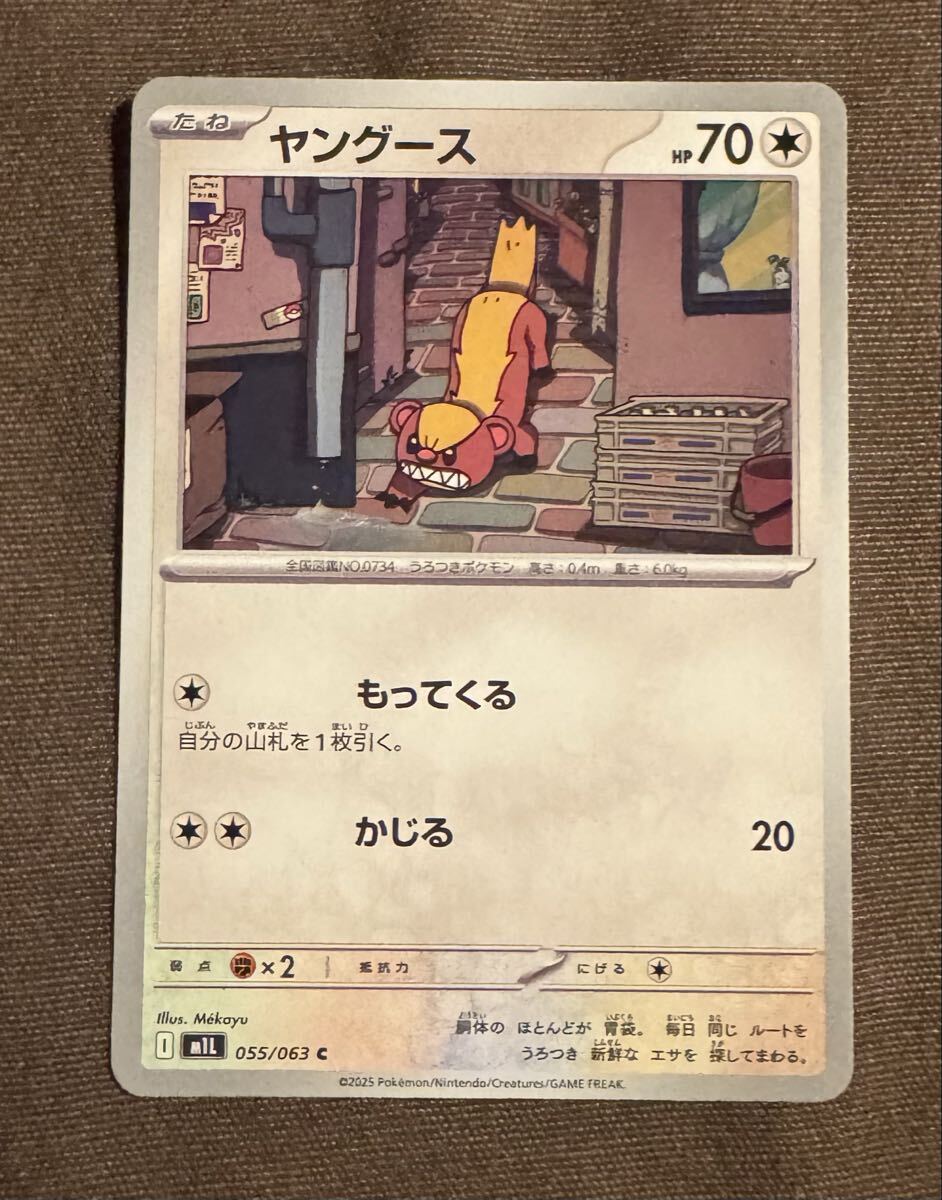 たね
ヤングース
HP70
全国図鑑NO.0734 うろつきポケモン 高さ:0.4m 重さ:6.0kg
もってくる
自分の山札を1枚引く。
かじる 20
弱点 ×2 抵抗力 にげる
Illus. Mékayu
胴体の ほとんどが 胃袋。 毎日 同じ ルートを
うろつき 新鮮な エサを 探してまわる。
I M1L 055/063 C
©2025 Pokémon/Nintendo/Creatures/GAME FREAK.